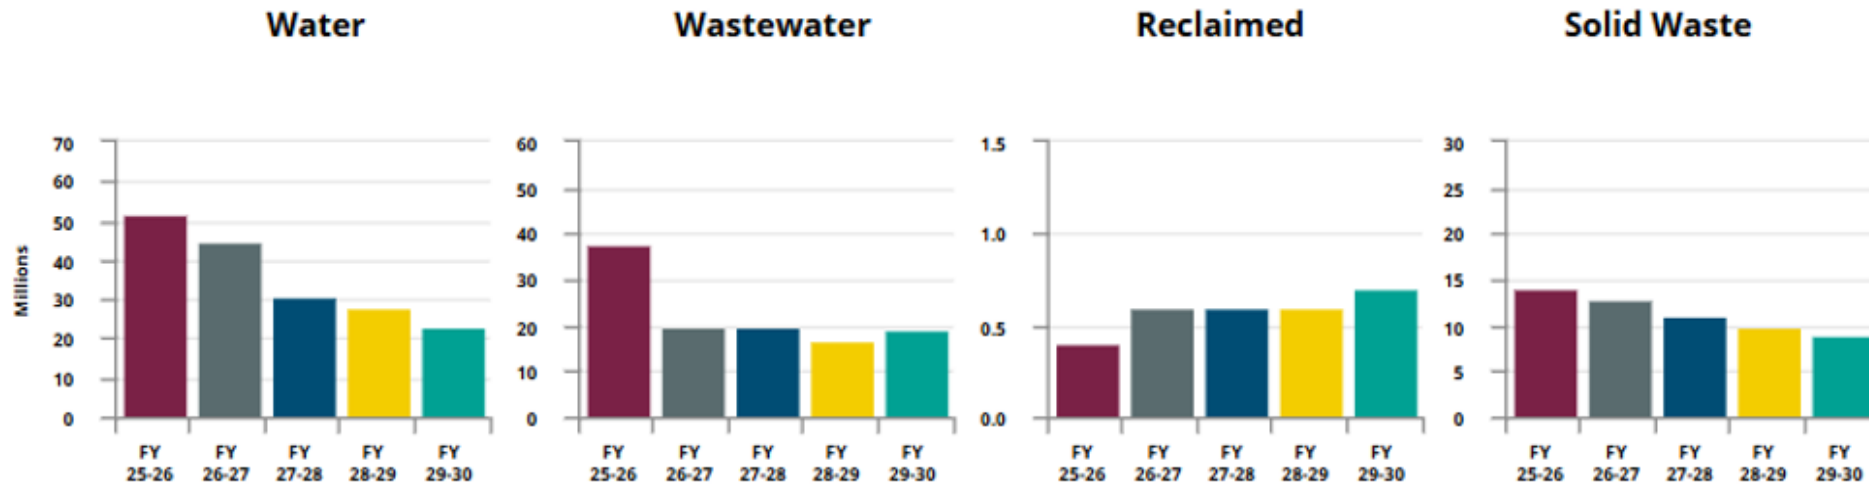 Water
Wastewater
Reclaimed
Solid Waste
Millions
70
60
50
40
30
20
10
0
FY
25-26
FY
26-27
FY
27-28
FY
28-29
FY
29-30
60
50
40
30
20
10
0
FY
25-26
FY
26-27
FY
27-28
FY
28-29
FY
29-30
1.5
1.0
0.5
0.0
FY
25-26
FY
26-27
FY
27-28
FY
28-29
FY
29-30
30
25
20
15
10
5
0
FY
25-26
FY
26-27
FY
27-28
FY
28-29
FY
29-30